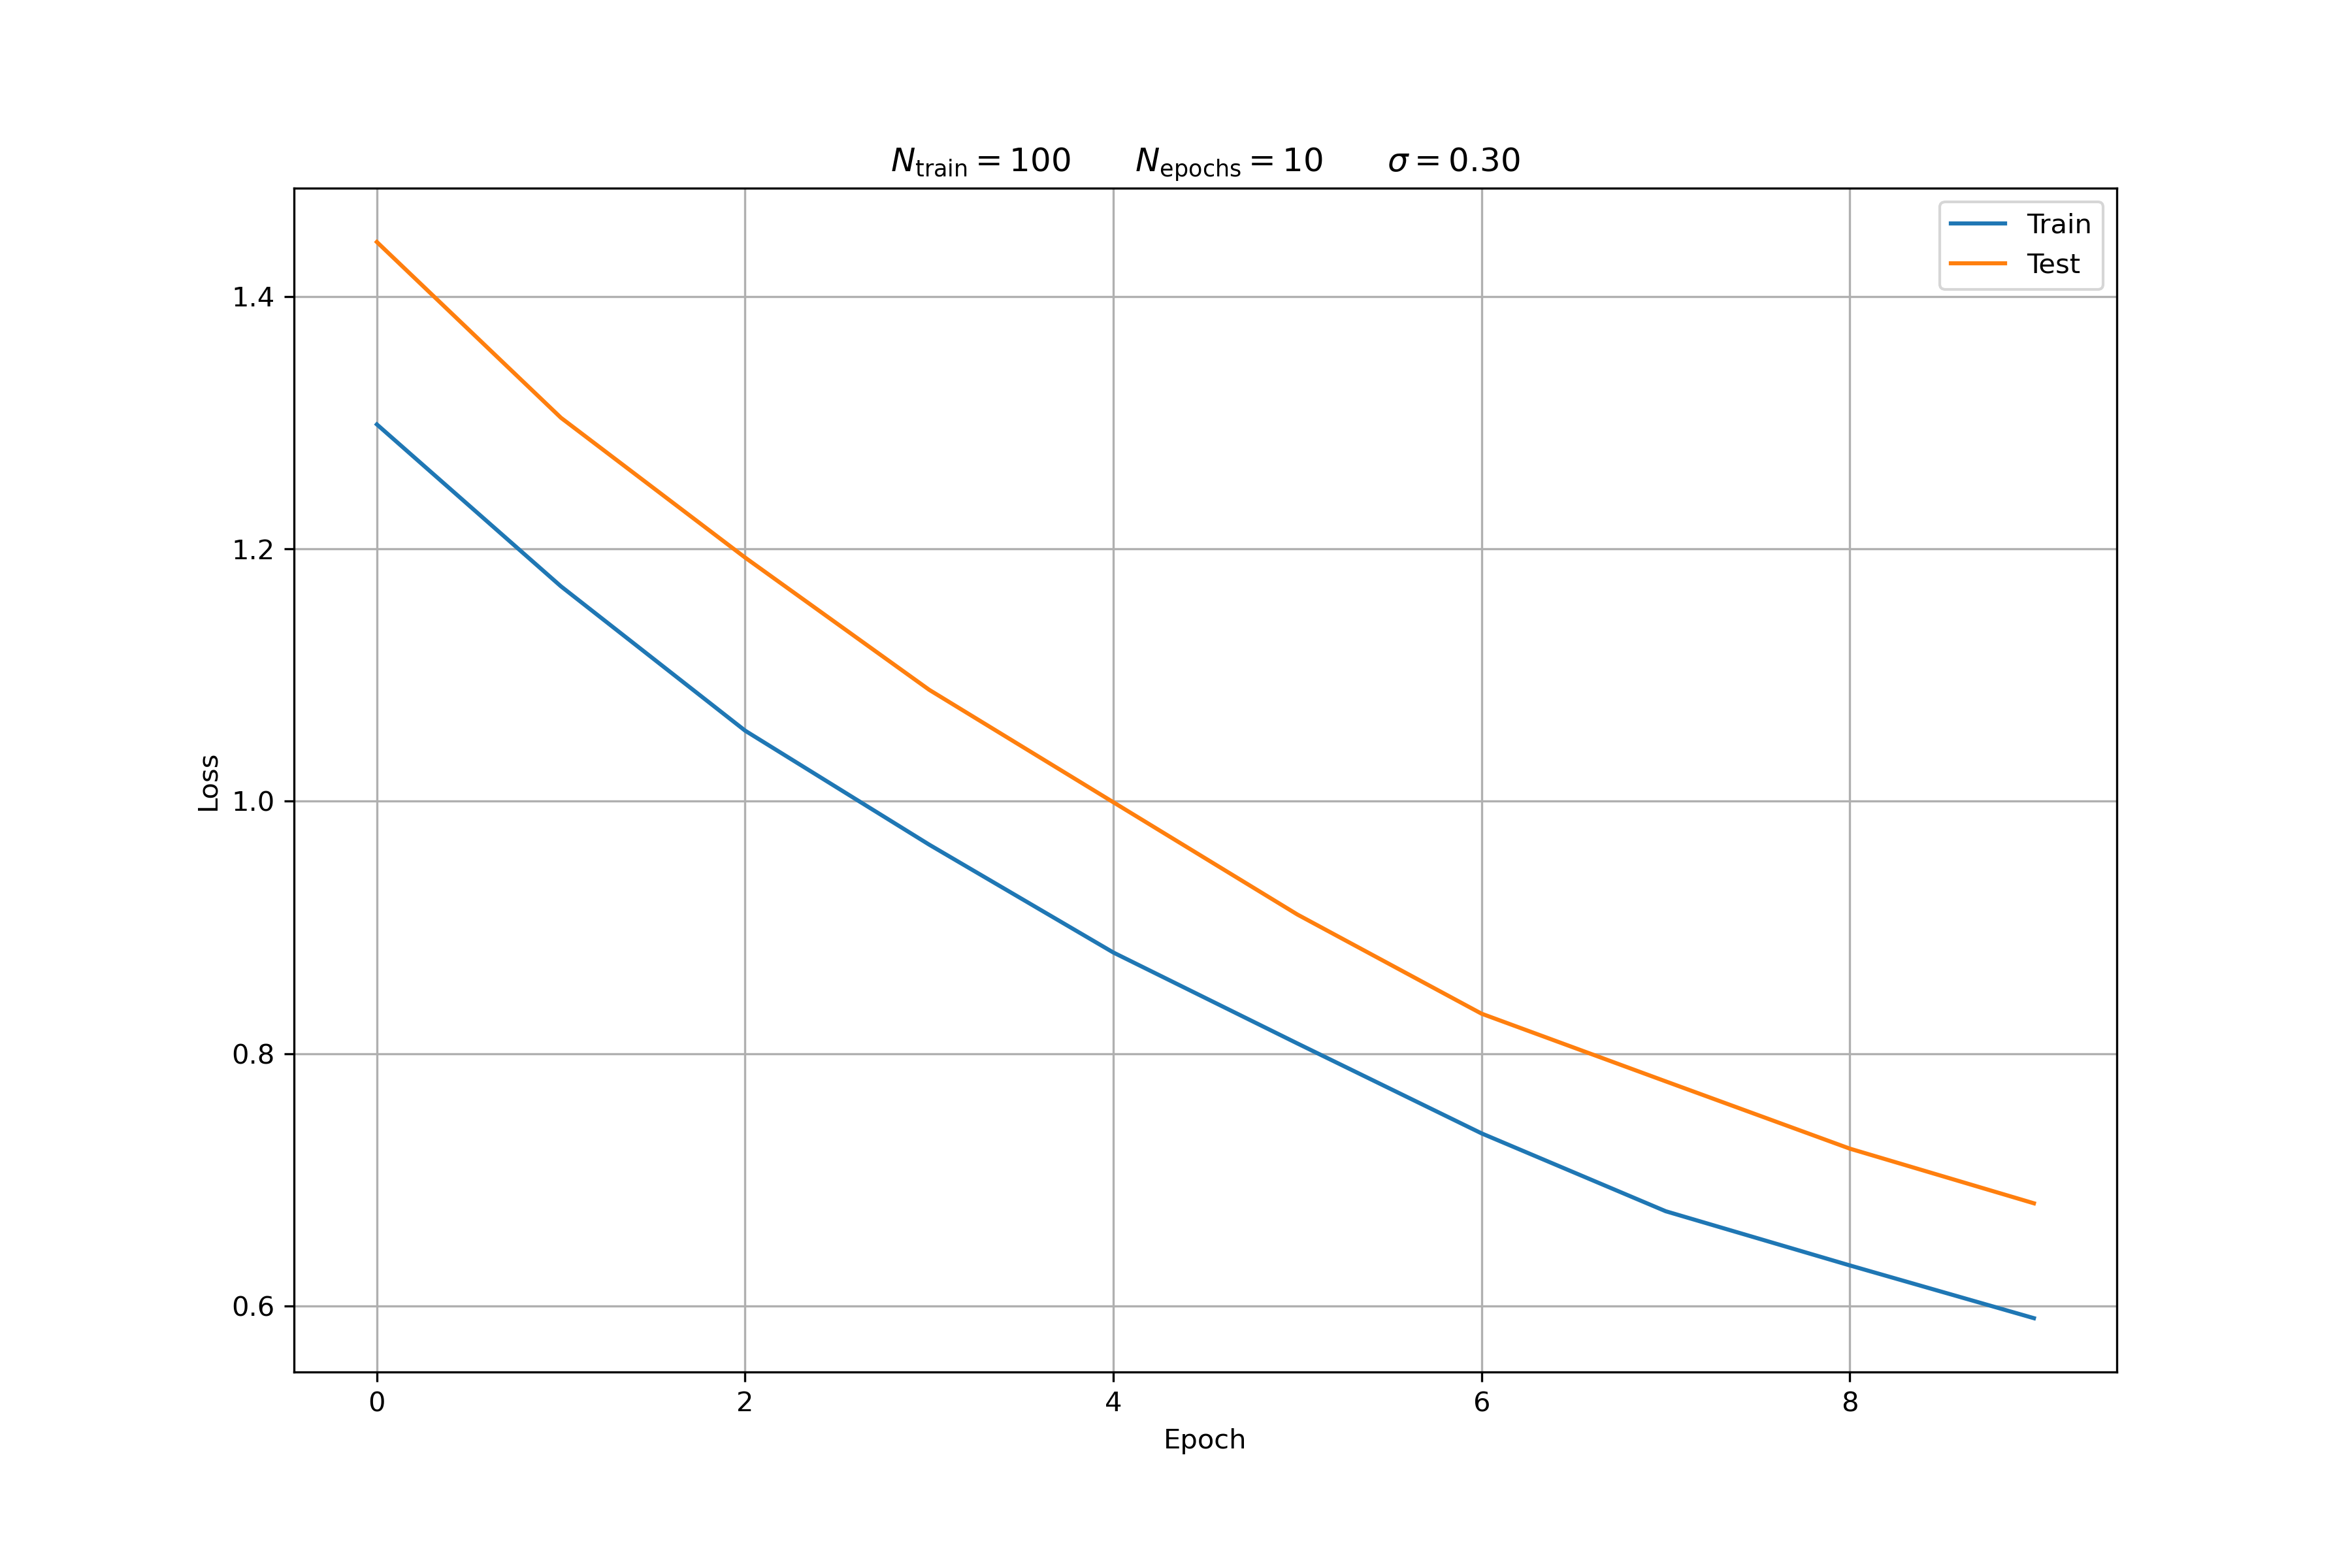 N_train = 100 N_epochs = 10 σ = 0.30
Train
Test
1.4
1.2
1.0
0.8
0.6
Loss
0 2 4 6 8
Epoch